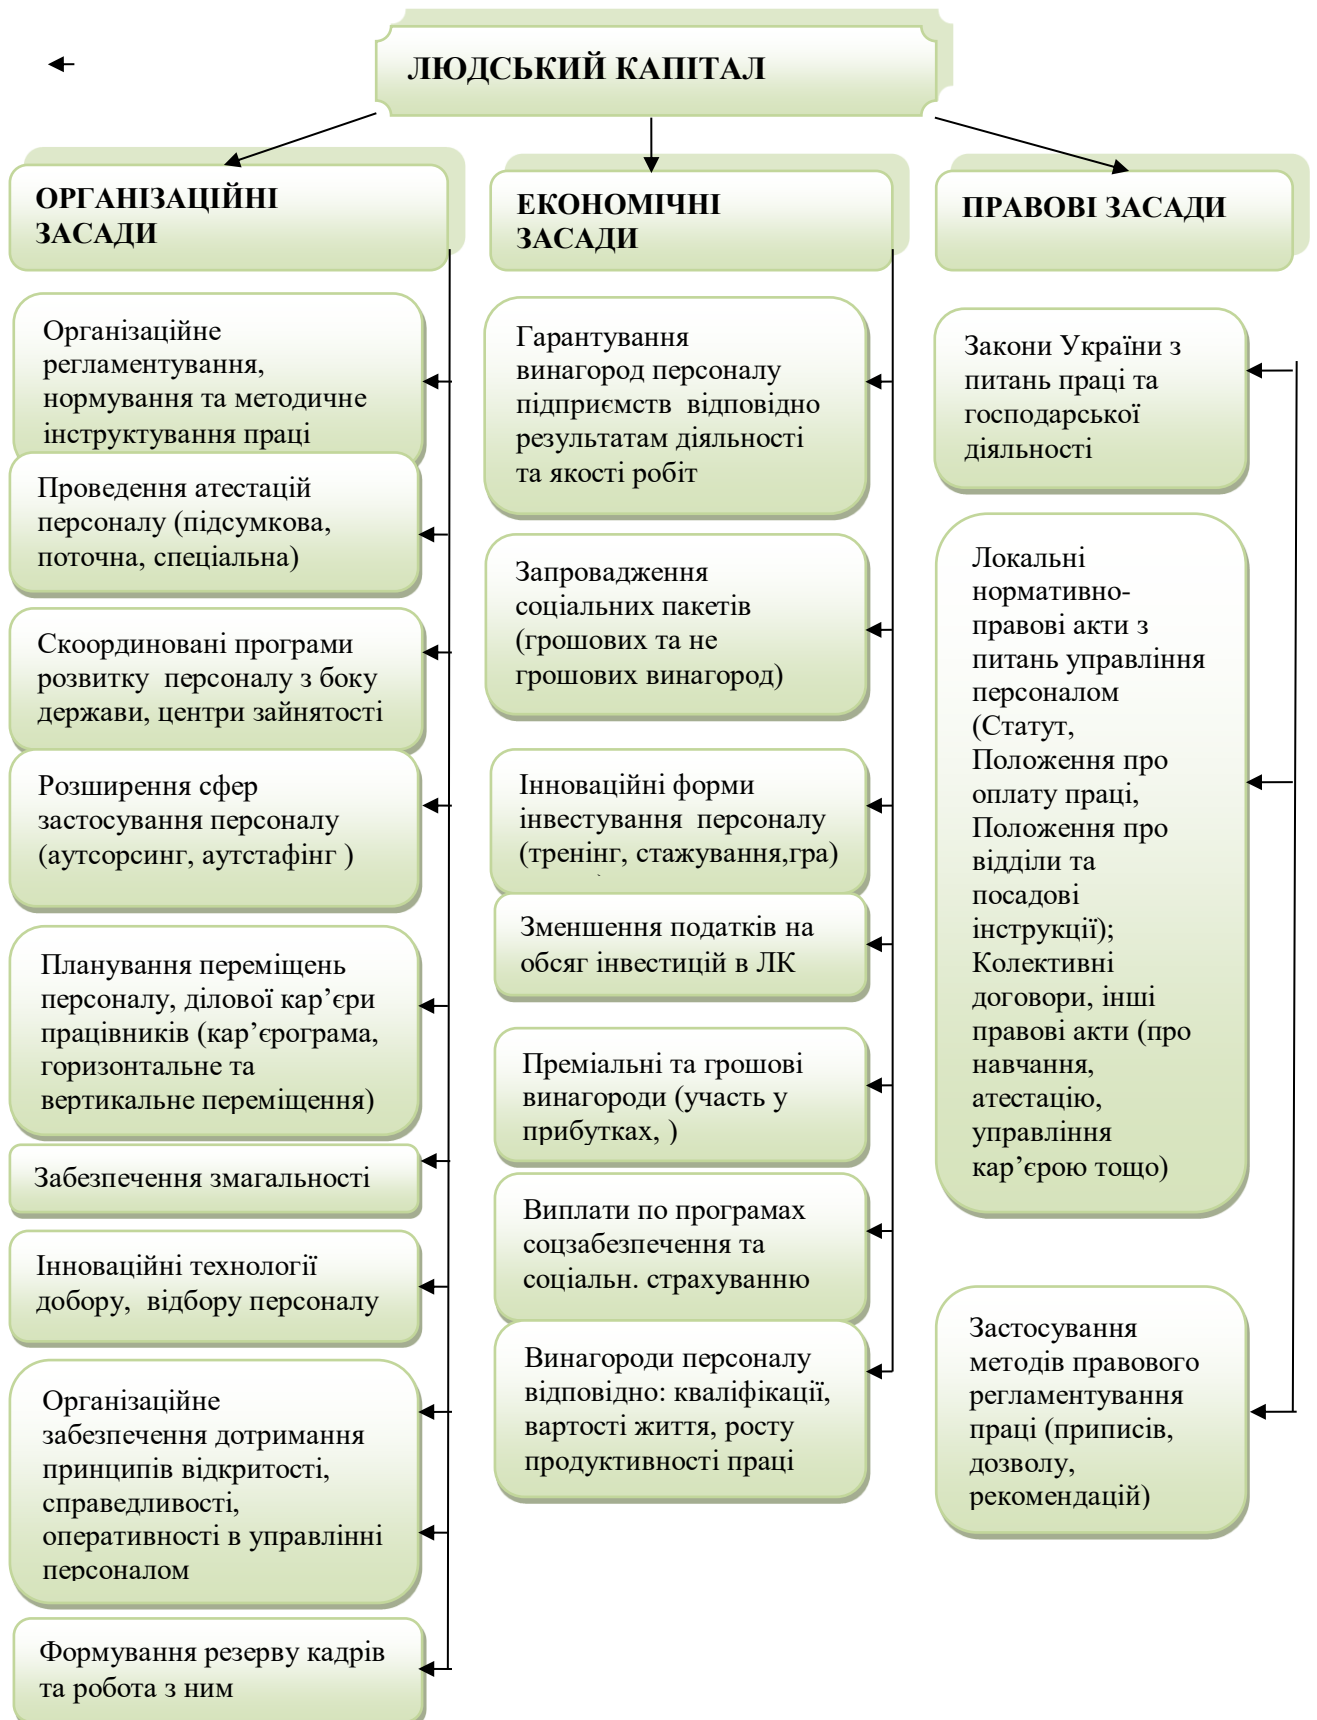 ЛЮДСЬКИЙ КАПІТАЛ
ОРГАНІЗАЦІЙНІ
ЗАСАДИ
Організаційне
регламентування,
нормування та методичне
інструктування праці
Проведення атестацій
персоналу (підсумкова,
поточна, спеціальна)
Скоординовані програми
розвитку персоналу з боку
держави, центри зайнятості
Розширення сфер
застосування персоналу
(аутсорсинг, аутстафінг )
Планування переміщень
персоналу, ділової кар’єри
працівників (кар’єрограма,
горизонтальне та
вертикальне переміщення)
Забезпечення змагальності
Інноваційні технології
добору, відбору персоналу
Організаційне
забезпечення дотримання
принципів відкритості,
справедливості,
оперативності в управлінні
персоналом
Формування резерву кадрів
та робота з ним
ЕКОНОМІЧНІ
ЗАСАДИ
Гарантування
винагород персоналу
підприємств відповідно
результатам діяльності
та якості робіт
Запровадження
соціальних пакетів
(грошових та не
грошових винагород)
Інноваційні форми
інвестування персоналу
(тренінг, стажування,гра)
Зменшення податків на
обсяг інвестицій в ЛК
Преміальні та грошові
винагороди (участь у
прибутках, )
Виплати по програмах
соцзабезпечення та
соціальн. страхуванню
Винагороди персоналу
відповідно: кваліфікації,
вартості життя, росту
продуктивності праці
ПРАВОВІ ЗАСАДИ
Закони України з
питань праці та
господарської
діяльності
Локальні
нормативно-
правові акти з
питань управління
персоналом
(Статут,
Положення про
оплату праці,
Положення про
відділи та
посадові
інструкції);
Колективні
договори, інші
правові акти (про
навчання,
атестацію,
управління
кар’єрою тощо)
Застосування
методів правового
регламентування
праці (приписів,
дозволу,
рекомендацій)